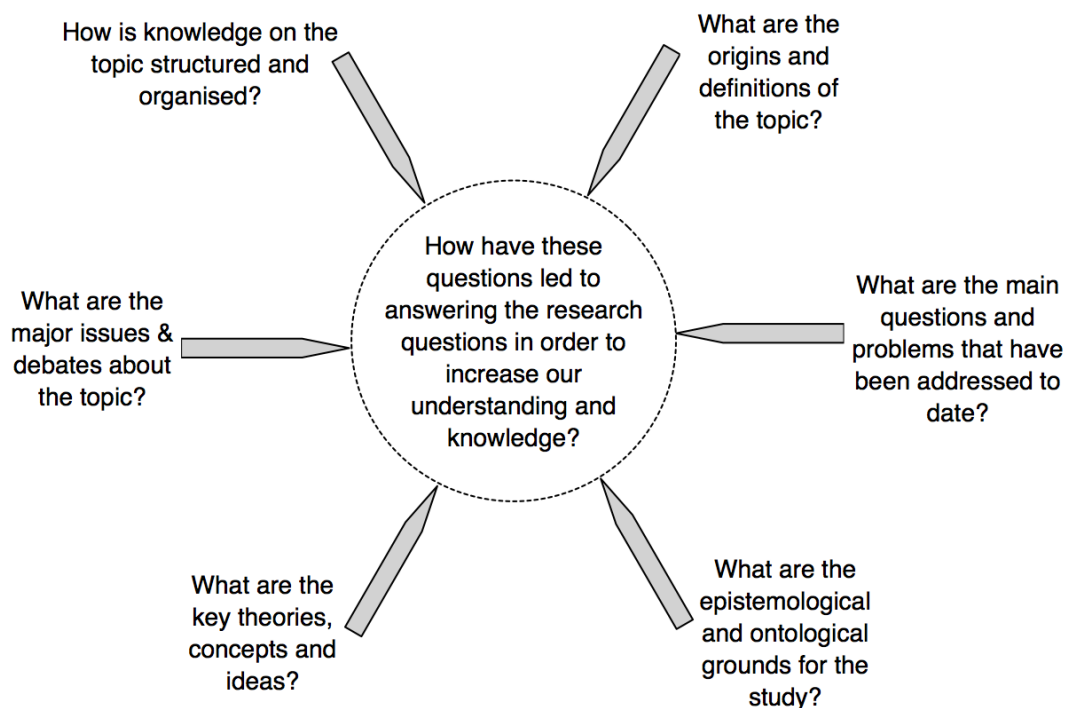 How is knowledge on the
topic structured and
organised?
What are the
origins and
definitions of
the topic?
How have these
questions led to
answering the research
questions in order to
increase our
understanding and
knowledge?
What are the
major issues &
debates about
the topic?
What are the main
questions and
problems that have
been addressed to
date?
What are the
key theories,
concepts and
ideas?
What are the
epistemological
and ontological
grounds for the
study?